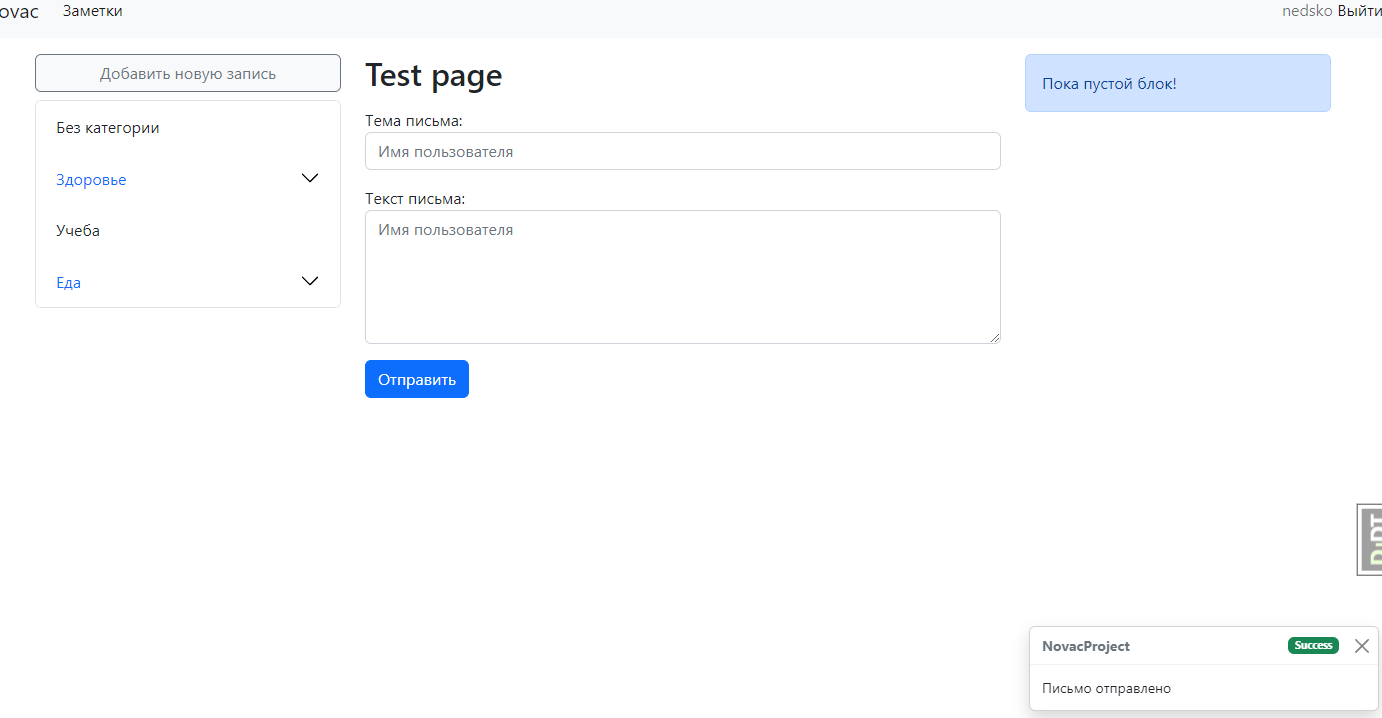 ovac Заметки nedsko Выйти
Добавить новую запись
Без категории
Здоровье
Учеба
Еда
Test page
Тема письма:
Имя пользователя
Текст письма:
Имя пользователя
Отправить
Пока пустой блок!
DjDT
NovacProject Success
Письмо отправлено